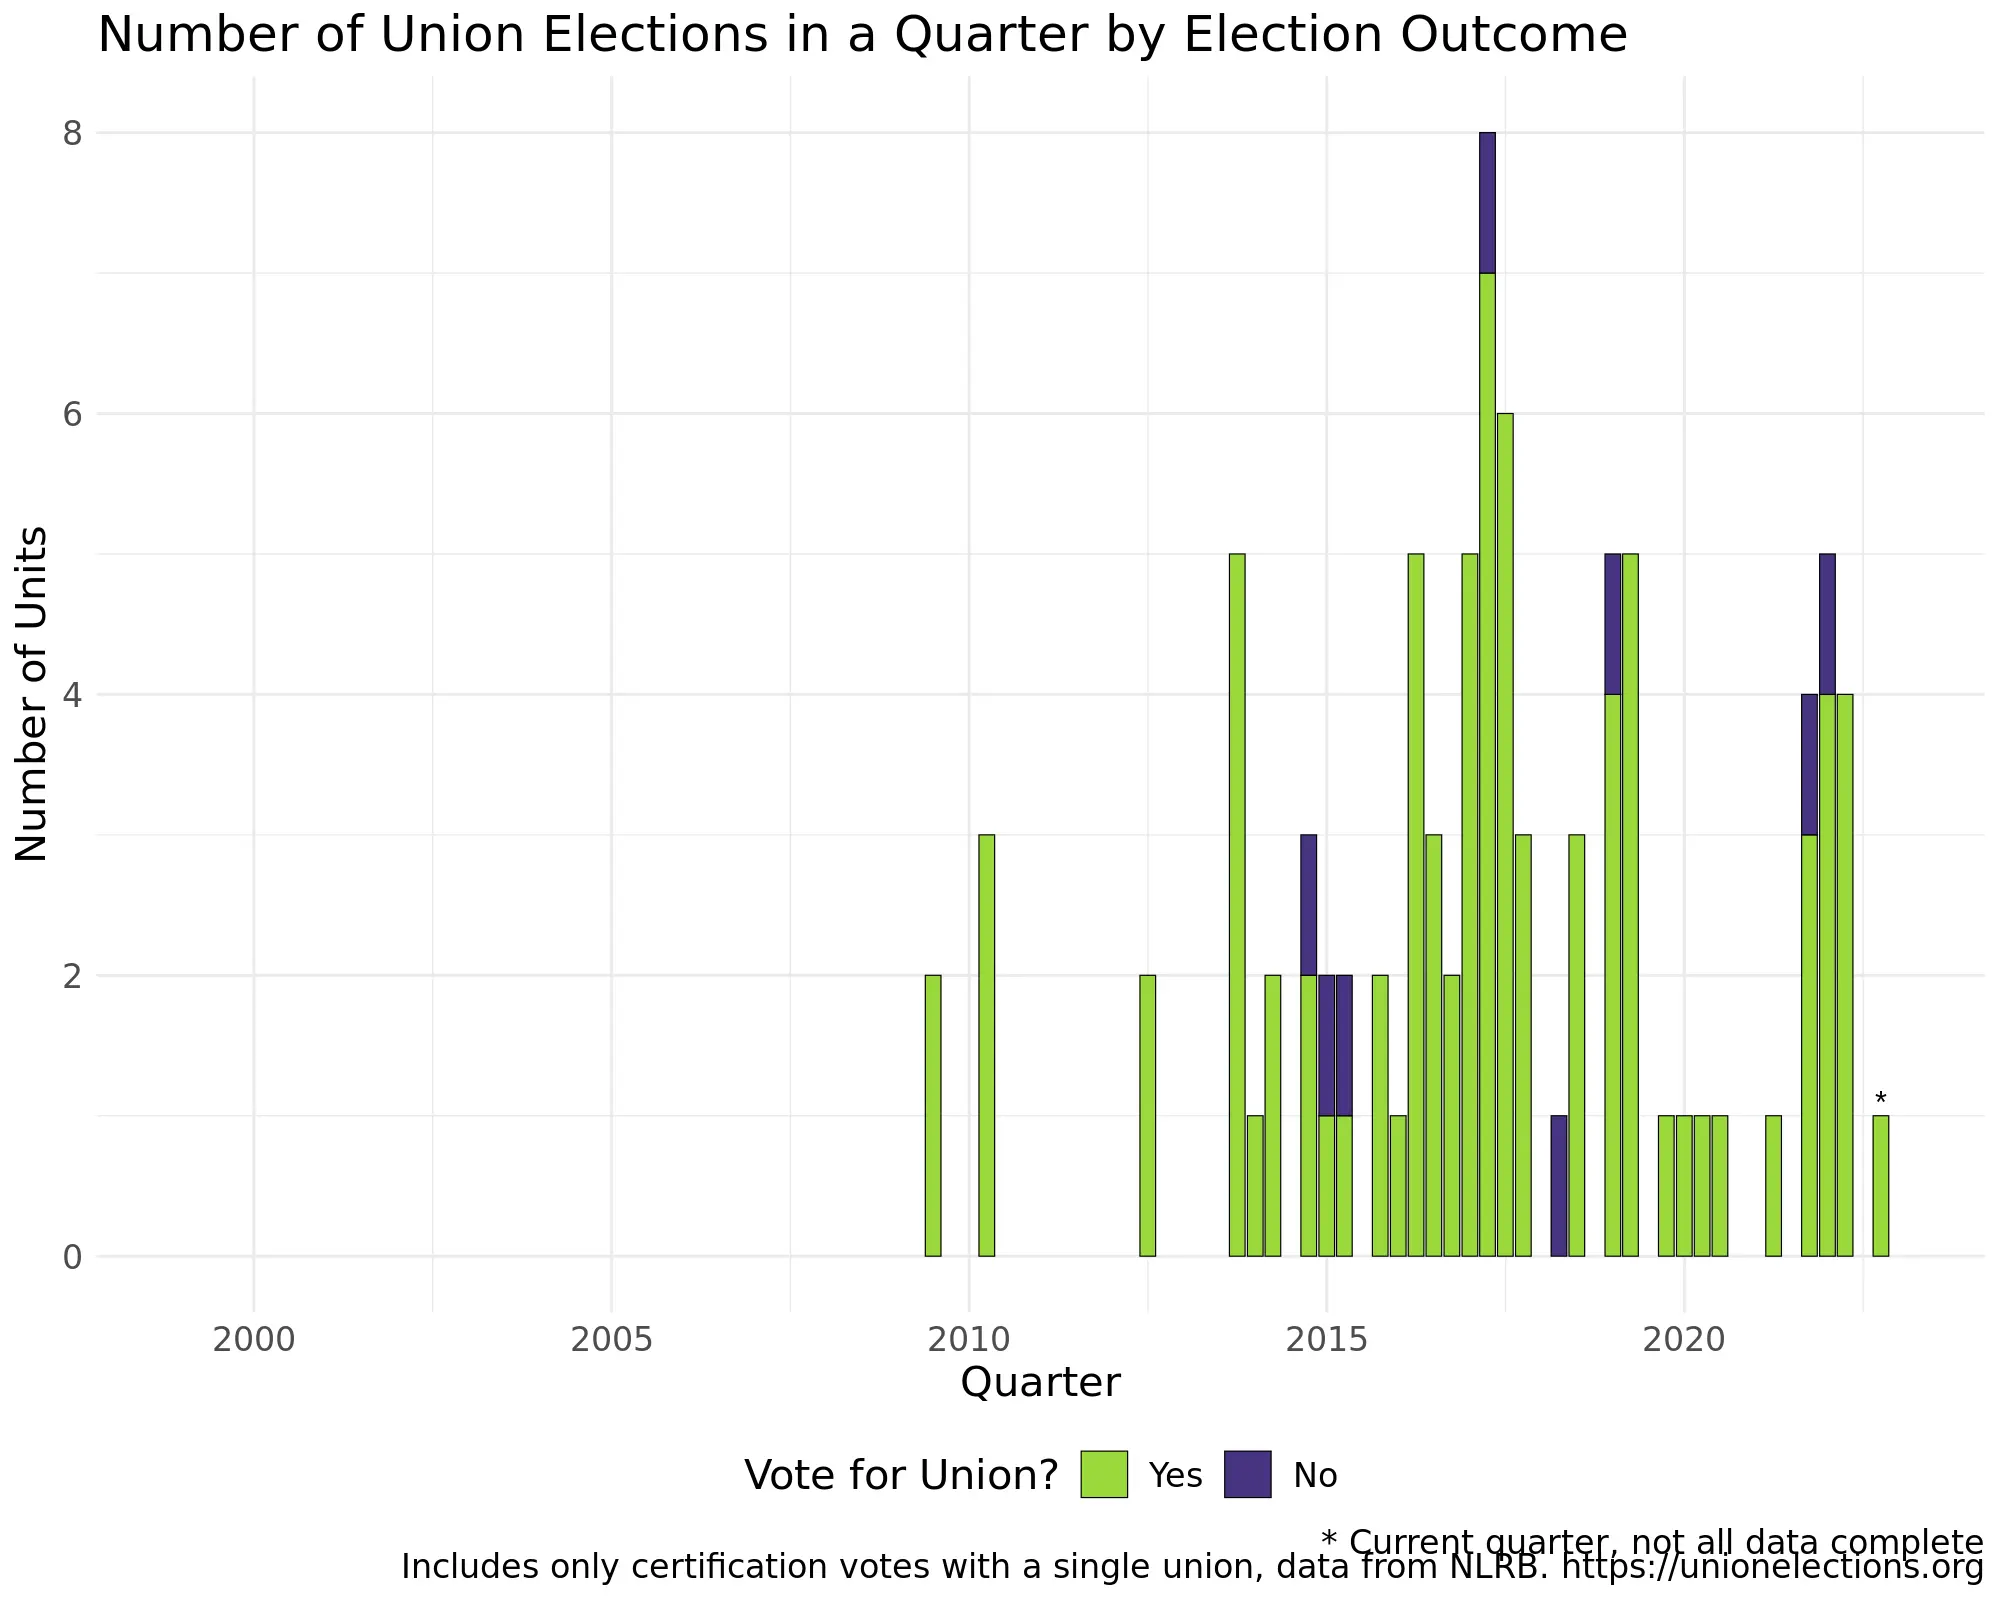 Number of Union Elections in a Quarter by Election Outcome
8
6
4
2
0
Number of Units
*
2000 2005 2010 2015 2020
Quarter
Vote for Union? Yes No
* Current quarter, not all data complete
Includes only certification votes with a single union, data from NLRB. https://unionelections.org